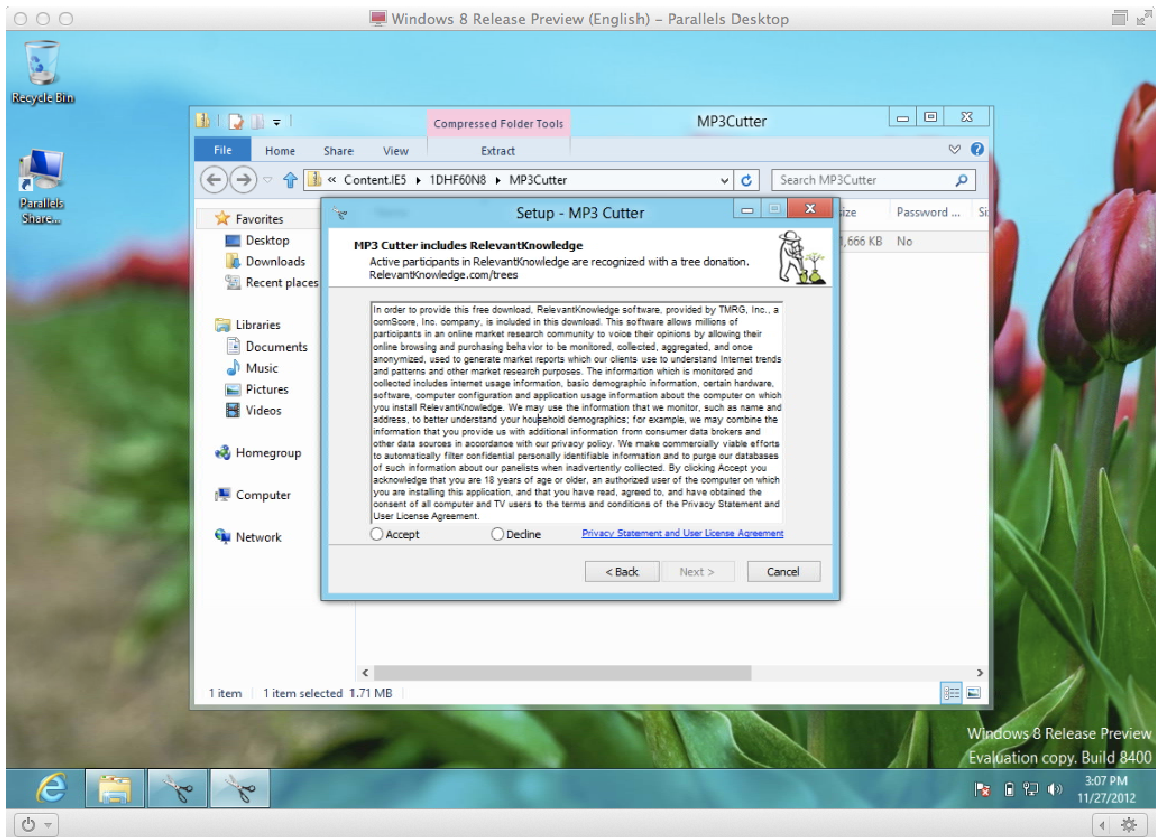 Windows 8 Release Preview (English) – Parallels Desktop
Recycle Bin
Parallels
Share...
Compressed Folder Tools
MP3Cutter
File
Home
Share
View
Extract
« Content.IE5 ▸ 1DHF60N8 ▸ MP3Cutter
Search MP3Cutter
Favorites
Desktop
Downloads
Recent places
Libraries
Documents
Music
Pictures
Videos
Homegroup
Computer
Network
size
Password ...
Si
1,666 KB
No
Setup - MP3 Cutter
MP3 Cutter includes RelevantKnowledge
Active participants in RelevantKnowledge are recognized with a tree donation.
RelevantKnowledge.com/trees
In order to provide this free download, RelevantKnowledge software, provided by TMRG, Inc., a
comScore, Inc. company, is included in this download. This software allows millions of
participants in an online market research community to voice their opinions by allowing their
online browsing and purchasing behavior to be monitored, collected, aggregated, and once
anonymized, used to generate market reports which our clients use to understand Internet trends
and patterns and other market research purposes. The information which is monitored and
collected includes internet usage information, basic demographic information, certain hardware,
software, computer configuration and application usage information about the computer on which
you install RelevantKnowledge. We may use the information that we monitor, such as name and
address, to better understand your household demographics; for example, we may combine the
information that you provide us with additional information from consumer data brokers and
other data sources in accordance with our privacy policy. We make commercially viable efforts
to automatically filter confidential personally identifiable information and to purge our databases
of such information about our panelists when inadvertently collected. By clicking Accept you
acknowledge that you are 18 years of age or older, an authorized user of the computer on which
you are installing this application, and that you have read, agreed to, and have obtained the
consent of all computer and TV users to the terms and conditions of the Privacy Statement and
User License Agreement.
Accept
Decline
Privacy Statement and User License Agreement
< Back
Next >
Cancel
1 item
1 item selected 1.71 MB
Windows 8 Release Preview
Evaluation copy. Build 8400
3:07 PM
11/27/2012